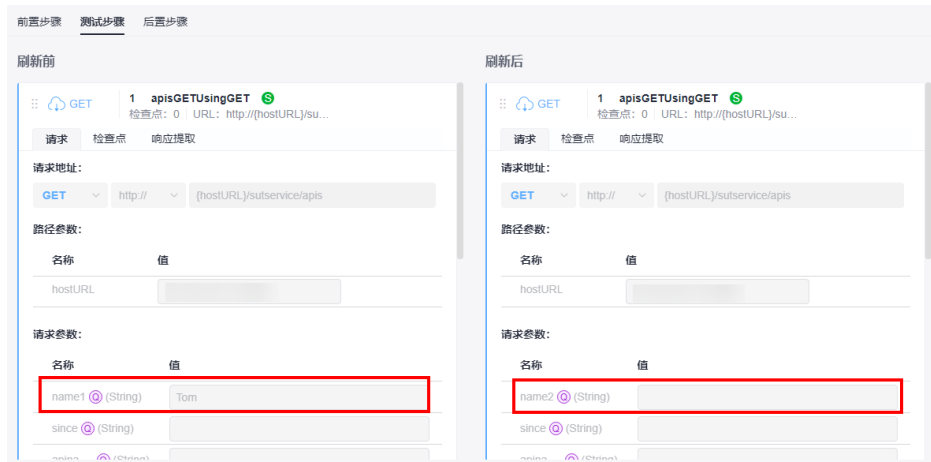 前置步骤 测试步骤 后置步骤
刷新前
GET 1 apisGETUsingGET S
检查点：0 URL：http://{hostURL}/su...
请求 检查点 响应提取
请求地址：
GET http:// {hostURL}/sutservice/apis
路径参数：
名称 值
hostURL
请求参数：
名称 值
name1 Q (String) Tom
since Q (String)
刷新后
GET 1 apisGETUsingGET S
检查点：0 URL：http://{hostURL}/su...
请求 检查点 响应提取
请求地址：
GET http:// {hostURL}/sutservice/apis
路径参数：
名称 值
hostURL
请求参数：
名称 值
name2 Q (String)
since Q (String)